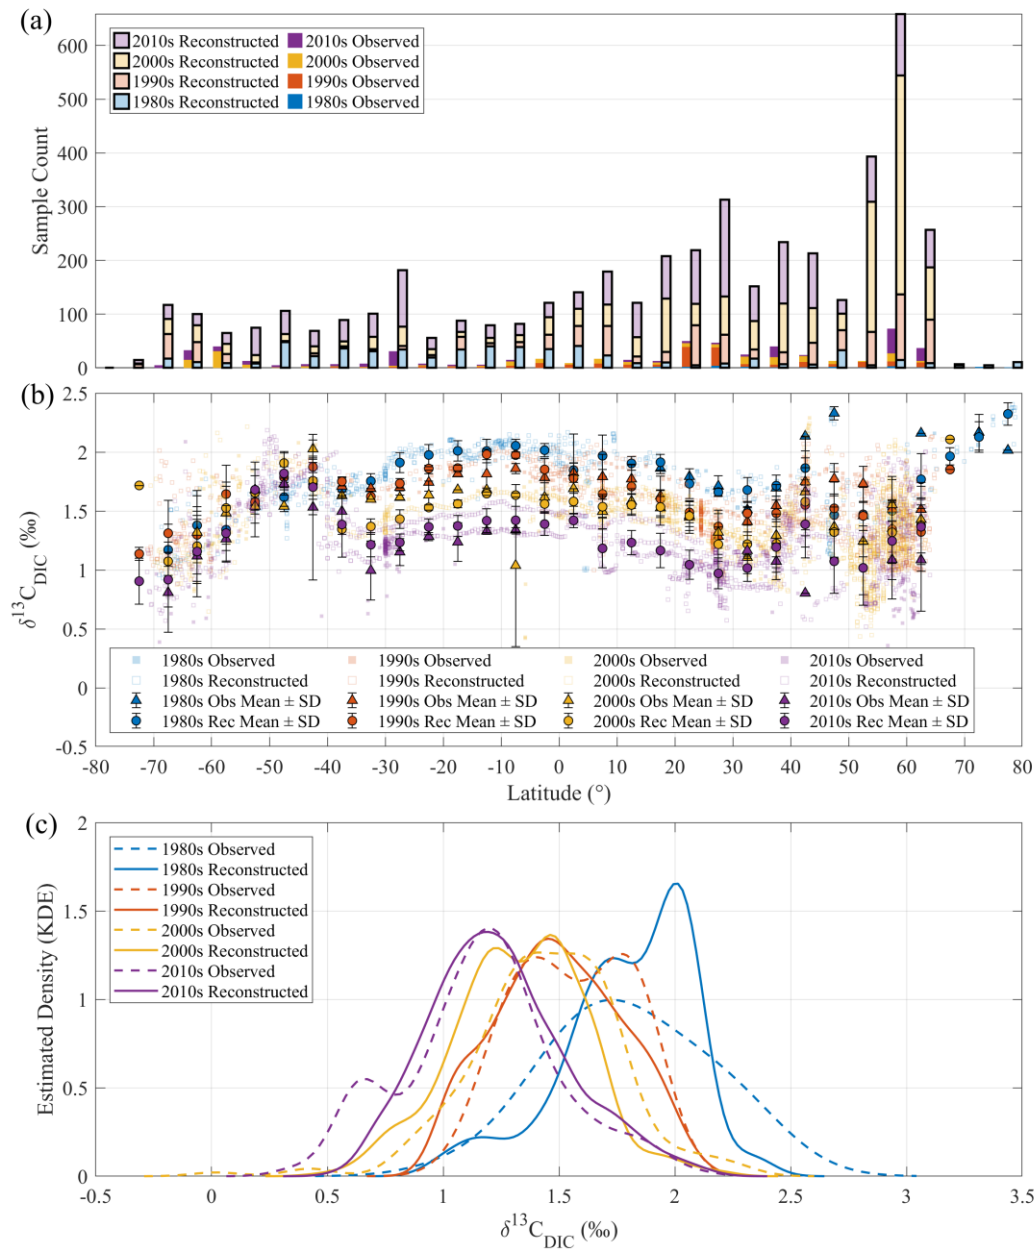 (a)
2010s Reconstructed 2010s Observed
2000s Reconstructed 2000s Observed
1990s Reconstructed 1990s Observed
1980s Reconstructed 1980s Observed
Sample Count
600
500
400
300
200
100
0
(b)
2.5
2
1.5
1
0.5
0
-0.5
δ13CDIC (‰)
1980s Observed 1990s Observed 2000s Observed 2010s Observed
1980s Reconstructed 1990s Reconstructed 2000s Reconstructed 2010s Reconstructed
1980s Obs Mean ± SD 1990s Obs Mean ± SD 2000s Obs Mean ± SD 2010s Obs Mean ± SD
1980s Rec Mean ± SD 1990s Rec Mean ± SD 2000s Rec Mean ± SD 2010s Rec Mean ± SD
-80 -70 -60 -50 -40 -30 -20 -10 0 10 20 30 40 50 60 70 80
Latitude (°)
(c)
2
1.5
1
0.5
0
Estimated Density (KDE)
1980s Observed
1980s Reconstructed
1990s Observed
1990s Reconstructed
2000s Observed
2000s Reconstructed
2010s Observed
2010s Reconstructed
-0.5 0 0.5 1 1.5 2 2.5 3 3.5
δ13CDIC (‰)